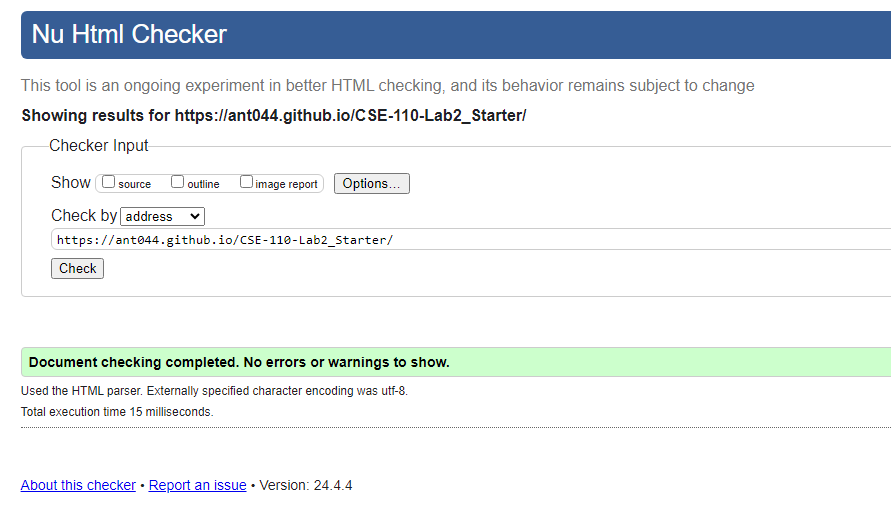 Nu Html Checker
This tool is an ongoing experiment in better HTML checking, and its behavior remains subject to change
Showing results for https://ant044.github.io/CSE-110-Lab2_Starter/
Checker Input
Show source outline image report Options...
Check by address
https://ant044.github.io/CSE-110-Lab2_Starter/
Check
Document checking completed. No errors or warnings to show.
Used the HTML parser. Externally specified character encoding was utf-8.
Total execution time 15 milliseconds.
About this checker • Report an issue • Version: 24.4.4